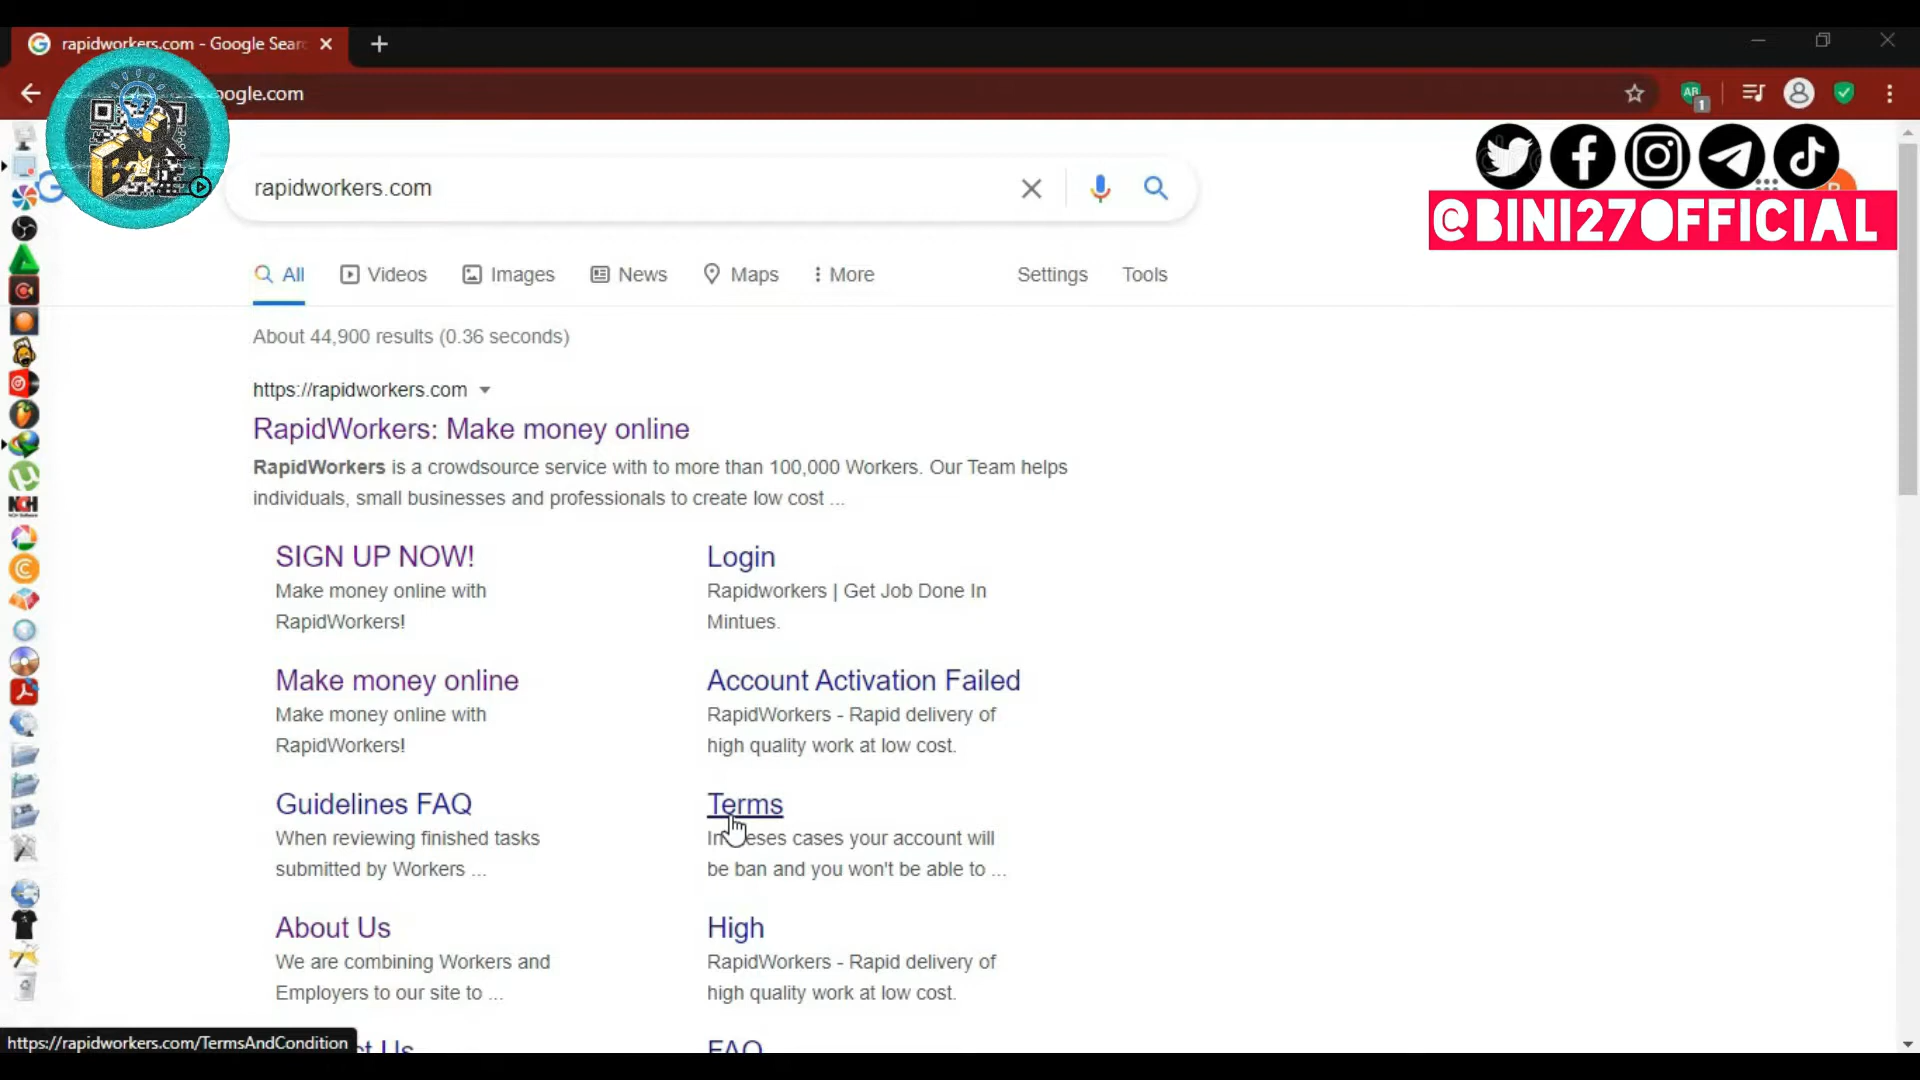 rapidworkers.com - Google Sear
oogle.com
AB
1
rapidworkers.com
@BINI27OFFICIAL
All
Videos
Images
News
Maps
More
Settings
Tools
About 44,900 results (0.36 seconds)
https://rapidworkers.com
RapidWorkers: Make money online
RapidWorkers is a crowdsource service with to more than 100,000 Workers. Our Team helps
individuals, small businesses and professionals to create low cost ...
SIGN UP NOW!
Make money online with
RapidWorkers!
Login
Rapidworkers | Get Job Done In
Mintues.
Make money online
Make money online with
RapidWorkers!
Account Activation Failed
RapidWorkers - Rapid delivery of
high quality work at low cost.
Guidelines FAQ
When reviewing finished tasks
submitted by Workers ...
Terms
In eses cases your account will
be ban and you won't be able to ...
About Us
We are combining Workers and
Employers to our site to ...
High
RapidWorkers - Rapid delivery of
high quality work at low cost.
ct Us
FAQ
https://rapidworkers.com/TermsAndCondition
NCH